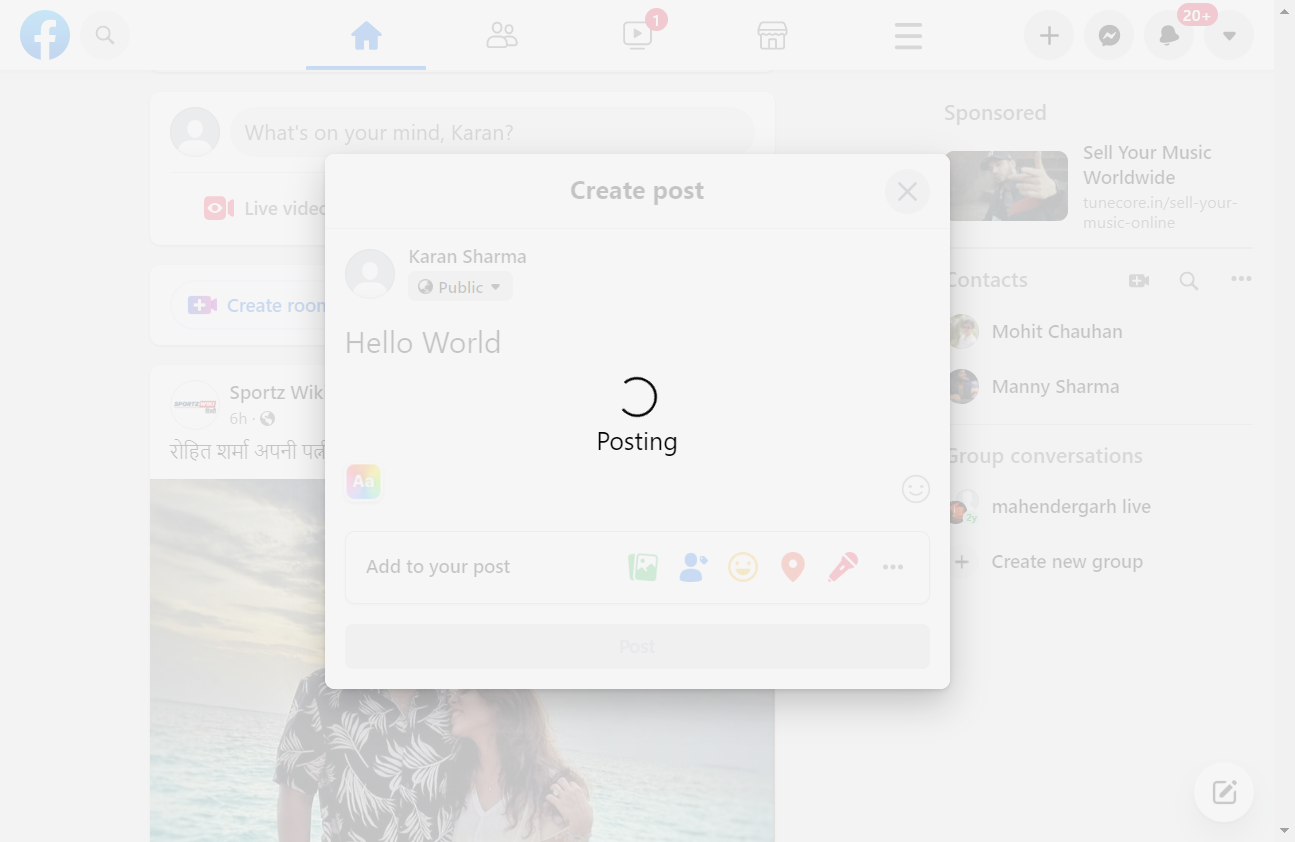 1
20+
What's on your mind, Karan?
Live video
Create room
Sportz Wik
6h ·
रोहित शर्मा अपनी पत्नी
Create post
Karan Sharma
Public
Hello World
Posting
Aa
Add to your post
Post
Sponsored
Sell Your Music
Worldwide
tunecore.in/sell-your-
music-online
Contacts
Mohit Chauhan
Manny Sharma
Group conversations
2y
mahendergarh live
Create new group